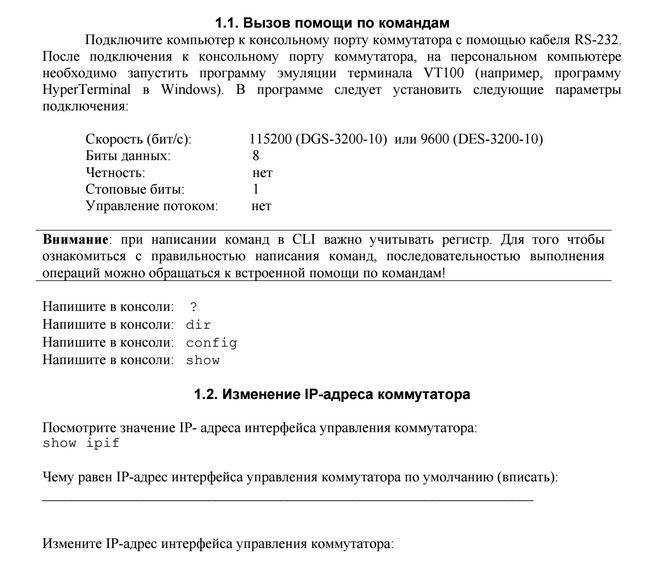 1.1. Вызов помощи по командам
Подключите компьютер к консольному порту коммутатора с помощью кабеля RS-232.
После подключения к консольному порту коммутатора, на персональном компьютере
необходимо запустить программу эмуляции терминала VT100 (например, программу
HyperTerminal в Windows). В программе следует установить следующие параметры
подключения:
Скорость (бит/с): 115200 (DGS-3200-10) или 9600 (DES-3200-10)
Биты данных: 8
Четность: нет
Стоповые биты: 1
Управление потоком: нет
Внимание: при написании команд в CLI важно учитывать регистр. Для того чтобы
ознакомиться с правильностью написания команд, последовательностью выполнения
операций можно обращаться к встроенной помощи по командам!
Напишите в консоли: ?
Напишите в консоли: dir
Напишите в консоли: config
Напишите в консоли: show
1.2. Изменение IP-адреса коммутатора
Посмотрите значение IP- адреса интерфейса управления коммутатора:
show ipif
Чему равен IP-адрес интерфейса управления коммутатора по умолчанию (вписать):
Измените IP-адрес интерфейса управления коммутатора: